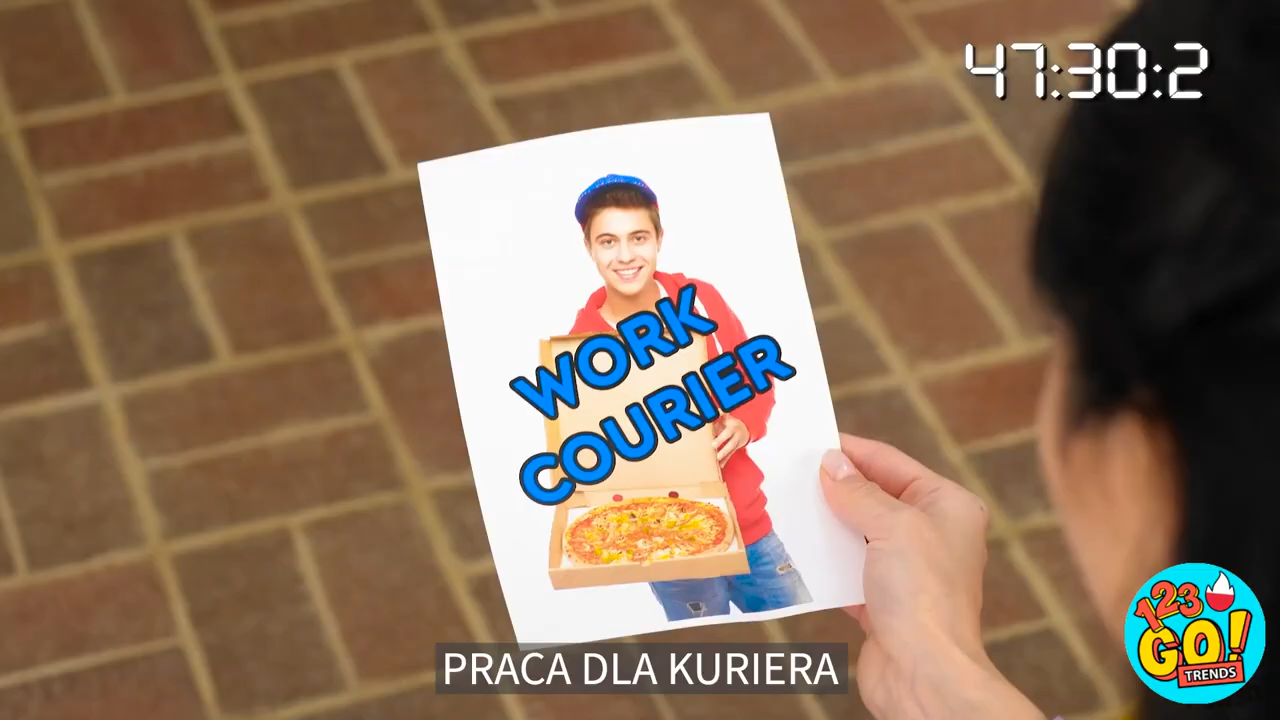 47:30:2
WORK
COURIER
PRACA DLA KURIERA
123
GO!
TRENDS